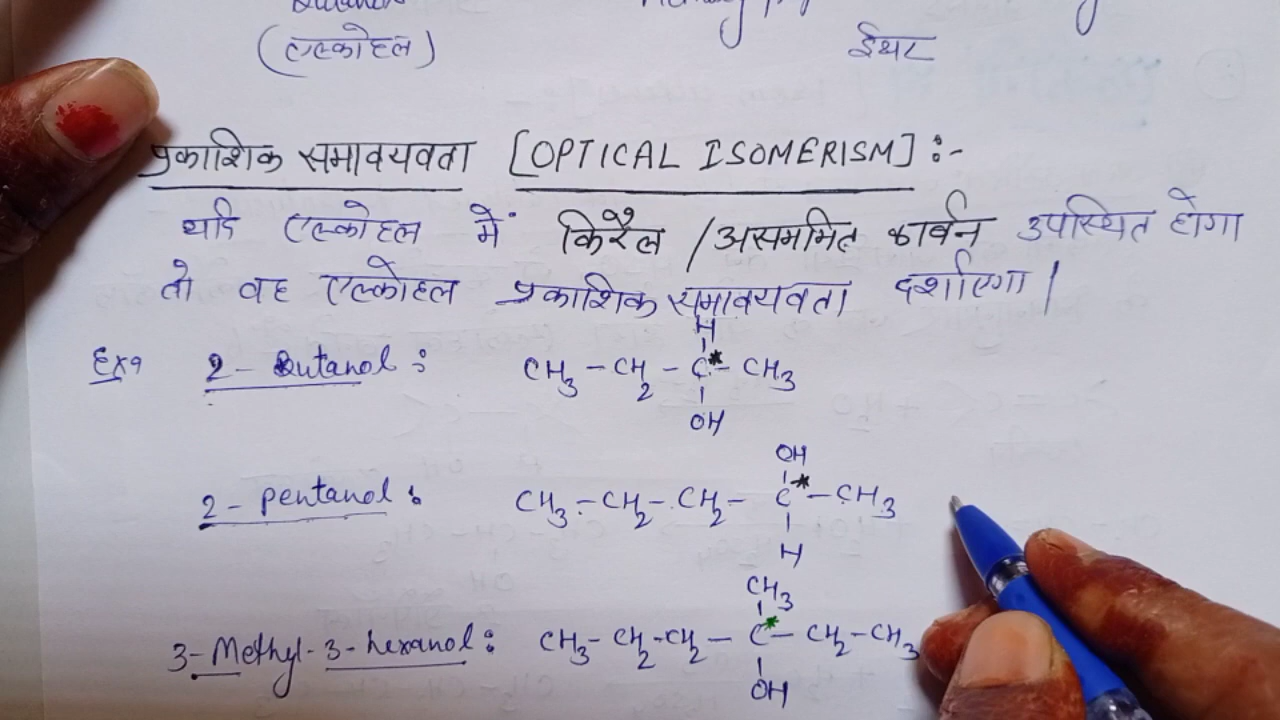 (एल्कोहल)
ईथर
प्रकाशिक समावयवता [OPTICAL ISOMERISM] :-
यदि एल्कोहल में किरैल / असममित कार्बन उपस्थित होगा
तो वह एल्कोहल प्रकाशिक समावयवता दर्शाएगा।
H
Ex9 2 - Butanol : CH3 - CH2 - C* - CH3
OH
OH
2 - pentanol : CH3 - CH2 - CH2 - C* - CH3
H
CH3
3-Methyl-3-hexanol : CH3 - CH2 - CH2 - C* - CH2 - CH3
OH